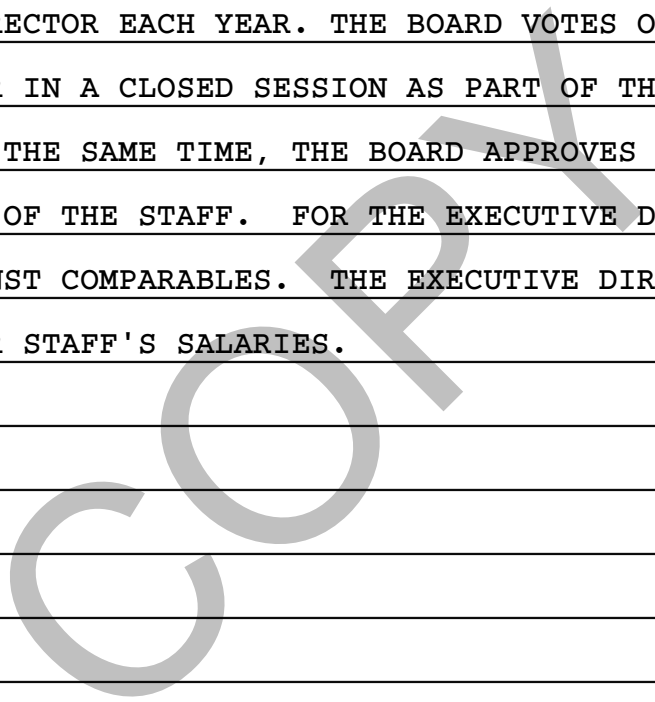 RECTOR EACH YEAR. THE BOARD VOTES O
IN A CLOSED SESSION AS PART OF TH
THE SAME TIME, THE BOARD APPROVES
OF THE STAFF.  FOR THE EXECUTIVE D
ST COMPARABLES.  THE EXECUTIVE DIR
STAFF'S SALARIES.
COPY